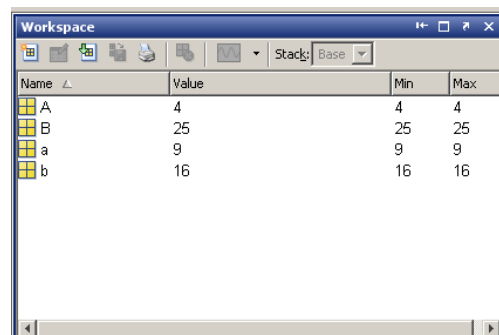 Workspace
Stack: Base
Name Value Min Max
A 4 4 4
B 25 25 25
a 9 9 9
b 16 16 16